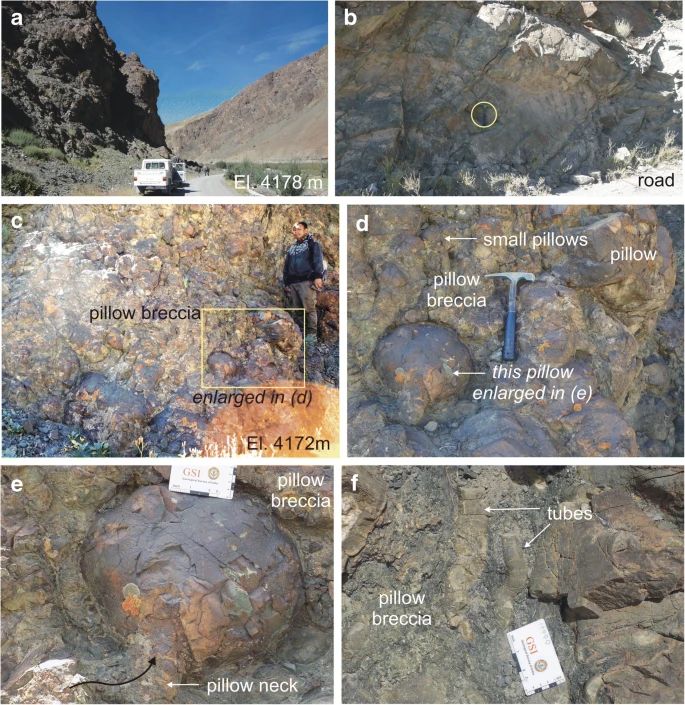 a
El. 4178 m
b
road
c
pillow breccia
enlarged in (d)
El. 4172m
d
small pillows
pillow
pillow
breccia
this pillow
enlarged in (e)
e
GSI
pillow
breccia
pillow neck
f
tubes
pillow
breccia
GSI